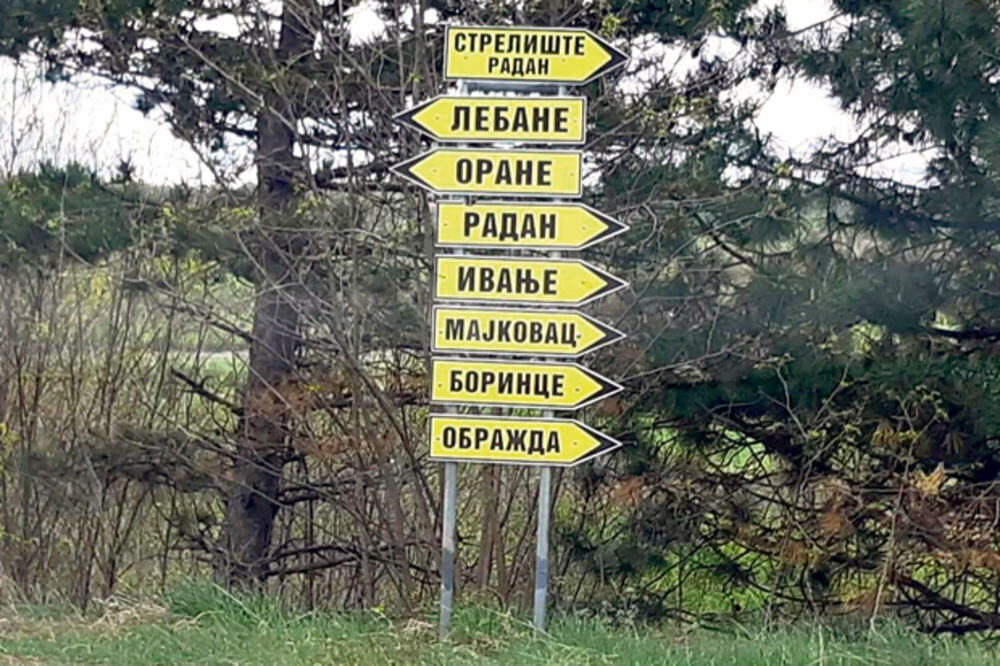 СТРЕЛИШТЕ
РАДАН
ЛЕБАНЕ
ОРАНЕ
РАДАН
ИВАЊЕ
МАЈКОВАЦ
БОРИНЦЕ
ОБРАЖДА